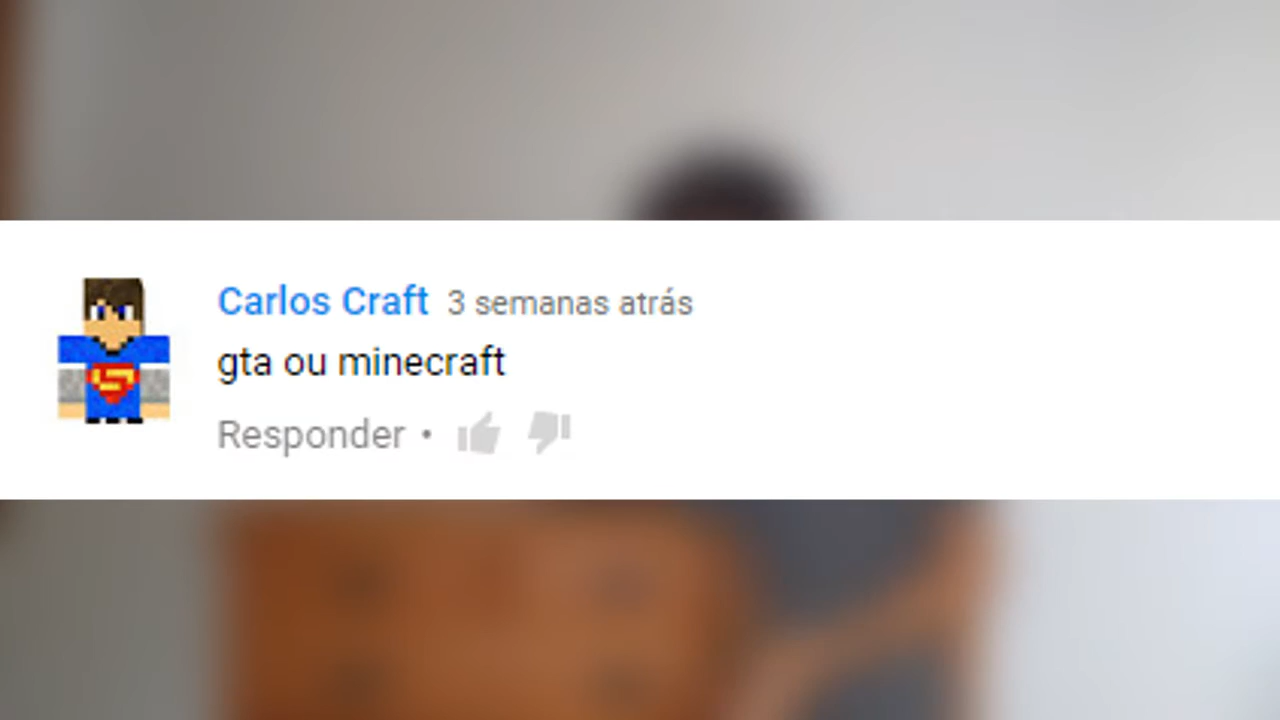 Carlos Craft 3 semanas atrás
gta ou minecraft
Responder •